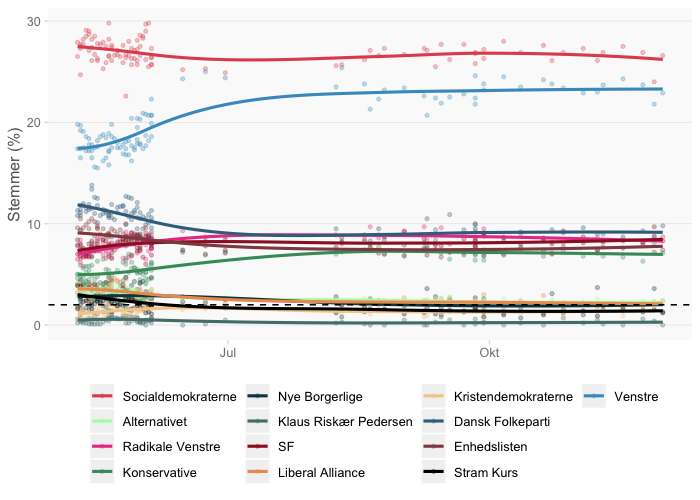 30
20
10
0
Stemmer (%)
Jul
Okt
Socialdemokraterne
Nye Borgerlige
Kristendemokraterne
Venstre
Alternativet
Klaus Riskær Pedersen
Dansk Folkeparti
Radikale Venstre
SF
Enhedslisten
Konservative
Liberal Alliance
Stram Kurs